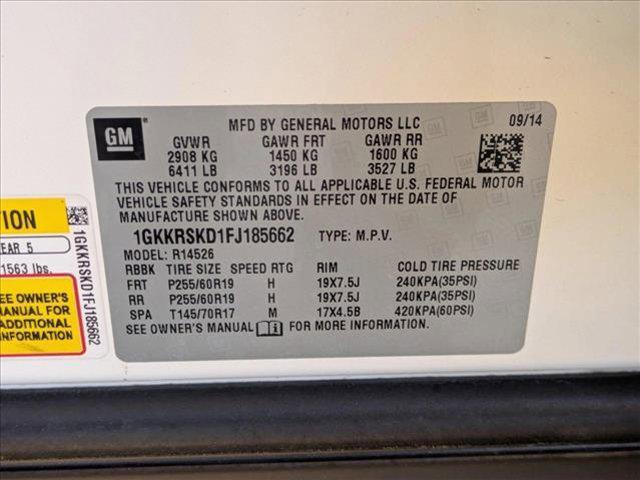 GM
MFD BY GENERAL MOTORS LLC
09/14
GVWR GAWR FRT GAWR RR
2908 KG 1450 KG 1600 KG
6411 LB 3196 LB 3527 LB
THIS VEHICLE CONFORMS TO ALL APPLICABLE U.S. FEDERAL MOTOR
VEHICLE SAFETY STANDARDS IN EFFECT ON THE DATE OF
MANUFACTURE SHOWN ABOVE.
1GKKRSKD1FJ185662 TYPE: M.P.V.
MODEL: R14526
RBBK TIRE SIZE SPEED RTG RIM COLD TIRE PRESSURE
FRT P255/60R19 H 19X7.5J 240KPA(35PSI)
RR P255/60R19 H 19X7.5J 240KPA(35PSI)
SPA T145/70R17 M 17X4.5B 420KPA(60PSI)
SEE OWNER'S MANUAL i FOR MORE INFORMATION.
TION
EAR 5
1563 lbs.
SEE OWNER'S
MANUAL FOR
ADDITIONAL
INFORMATION
1GKKRSKD1FJ185662